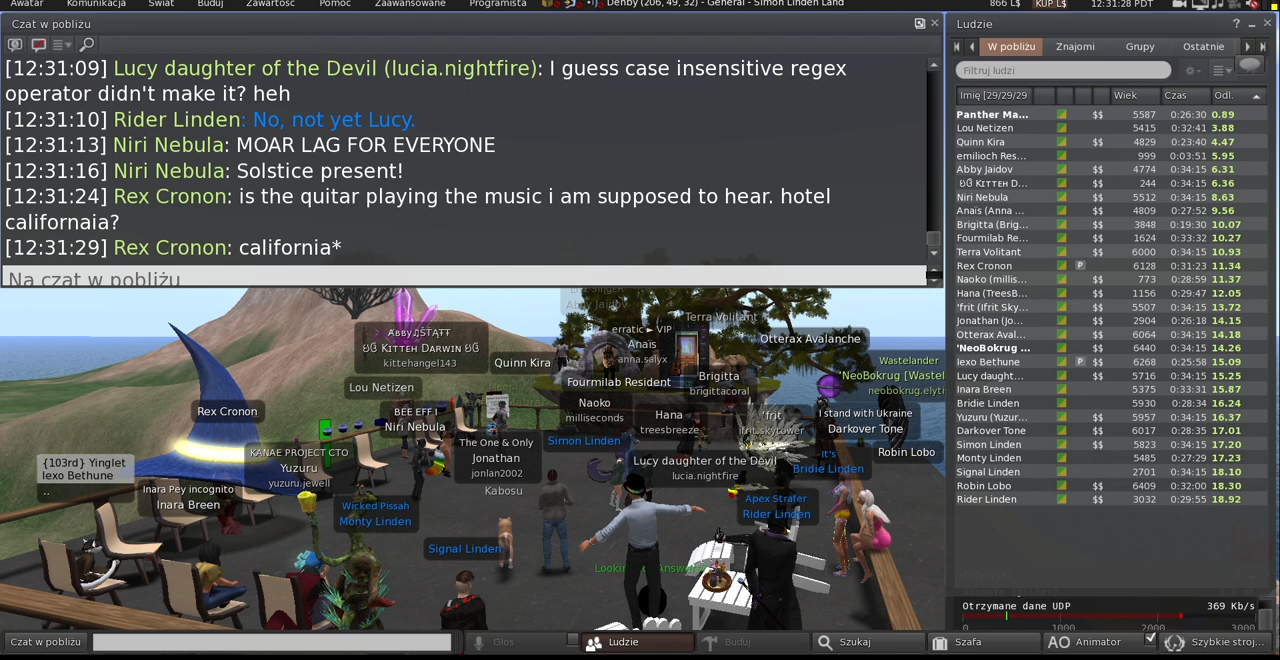 Awatar Komunikacja Świat Buduj Zawartość Pomoc Zaawansowane Programista Denby (206, 49, 32) - General - Simon Linden Land 866 L$ KUP L$ 12:31:28 PDT
Czat w pobliżu
[12:31:09] Lucy daughter of the Devil (lucia.nightfire): I guess case insensitive regex
operator didn't make it? heh
[12:31:10] Rider Linden: No, not yet Lucy.
[12:31:13] Niri Nebula: MOAR LAG FOR EVERYONE
[12:31:16] Niri Nebula: Solstice present!
[12:31:24] Rex Cronon: is the quitar playing the music i am supposed to hear. hotel
californaia?
[12:31:29] Rex Cronon: california*
Na czat w pobliżu
Ludzie
W pobliżu Znajomi Grupy Ostatnie
Filtruj ludzi
Imię [29/29/29 Wiek Czas Odl.
Panther Ma... $$ 5587 0:26:30 0.89
Lou Netizen 5415 0:32:41 3.88
Quinn Kira $$ 4829 0:23:40 4.47
emilioch Res... 999 0:03:51 5.95
Abby Jaidov $$ 4774 0:34:15 6.31
ᏰᎶ Kɪᴛᴛᴇʜ D... 244 0:34:15 6.36
Niri Nebula $$ 5512 0:34:15 8.63
Anaïs (Anna ... $$ 4809 0:27:52 9.56
Brigitta (Brig... $$ 3848 0:19:30 10.07
Fourmilab Re... $$ 1624 0:33:32 10.27
Terra Volitant $$ 6000 0:34:15 10.93
Rex Cronon P 6128 0:31:23 11.34
Naoko (millis... $$ 773 0:28:59 11.37
Hana (TreesB... $$ 1156 0:29:47 12.05
'frit (Ifrit Sky... $$ 5507 0:34:15 13.72
Jonathan (Jo... $$ 2904 0:26:18 14.15
Otterax Aval... $$ 6064 0:34:15 14.18
'NeoBokrug ... $$ 6440 0:34:15 14.26
Iexo Bethune P $$ 6268 0:25:58 15.09
Lucy daught... $$ 5716 0:34:15 15.25
Inara Breen 5375 0:33:31 15.87
Bridie Linden 5930 0:28:34 16.24
Yuzuru (Yuzur... $$ 5957 0:34:15 16.37
Darkover Tone $$ 6017 0:28:35 17.01
Simon Linden $$ 5823 0:34:15 17.20
Monty Linden 5485 0:27:29 17.23
Signal Linden 2701 0:34:15 18.10
Robin Lobo $$ 6409 0:32:00 18.30
Rider Linden $$ 3032 0:29:55 18.92
Abby Jaidov
Terra Volitant
ᏰᎶ Kɪᴛᴛᴇʜ Dᴀʀᴡɪɴ ᏰᎶ
kittehangel143
Quinn Kira
erratic ► VIP
Anaïs
anna.salyx
Otterax Avalanche
Wastelander
'NeoBokrug [Wastel
neobokrug.elyti
Lou Netizen
Fourmilab Resident
Brigitta
brigittacoral
Rex Cronon
BEE EFF I
Niri Nebula
Naoko
milliseconds
Hana
treesbreeze
'frit
ifrit.skytower
I stand with Ukraine
Darkover Tone
Simon Linden
The One & Only
Jonathan
jonlan2002
KANAE PROJECT CTO
Yuzuru
yuzuru.jewell
{103rd} Yinglet
Iexo Bethune
..
Lucy daughter of the Devil
lucia.nightfire
It's
Bridie Linden
Robin Lobo
Inara Pey incognito
Inara Breen
Kabosu
Wicked Pissah
Monty Linden
Apex Strafer
Rider Linden
Signal Linden
Otrzymane dane UDP 369 Kb/s
0 1000 2000 3000
Czat w pobliżu Głos Ludzie Buduj Szukaj Szafa AO Animator Szybkie stroj...